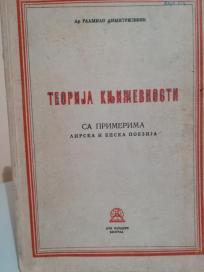 Др РАДМИЛО ДИМИТРИЈЕВИЋ
ТЕОРИЈА КЊИЖЕВНОСТИ
СА ПРИМЕРИМА
ЛИРСКА И ЕПСКА ПОЕЗИЈА
БЕОГРАД